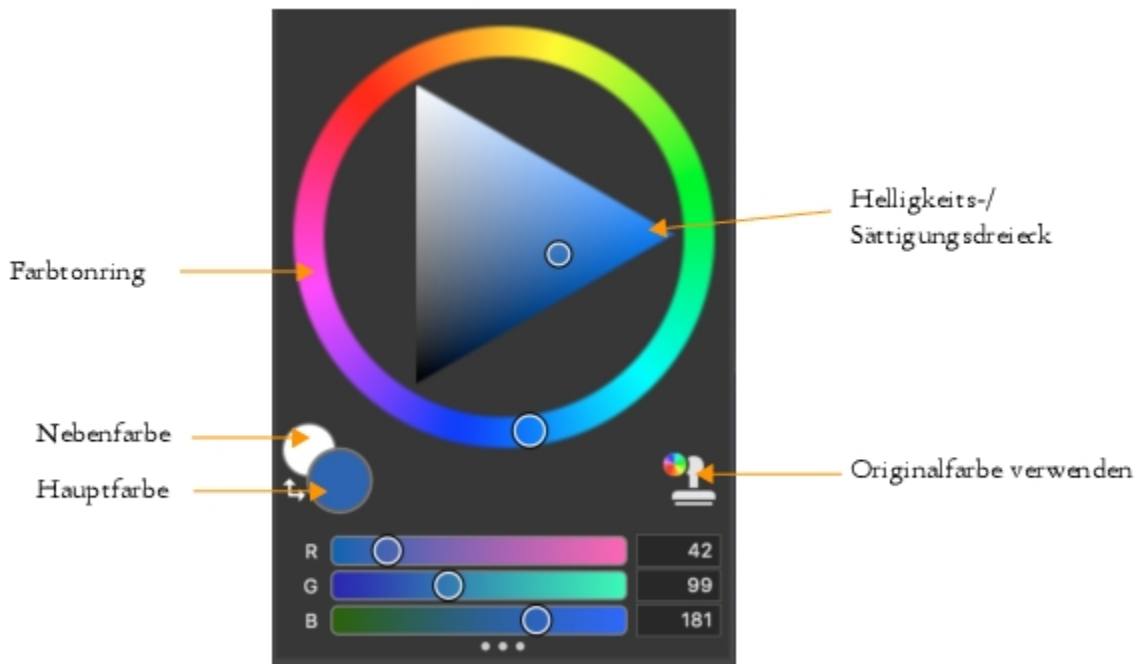 Helligkeits-/
Sättigungsdreieck
Farbtonring
Nebenfarbe
Hauptfarbe
Originalfarbe verwenden
R 42
G 99
B 181